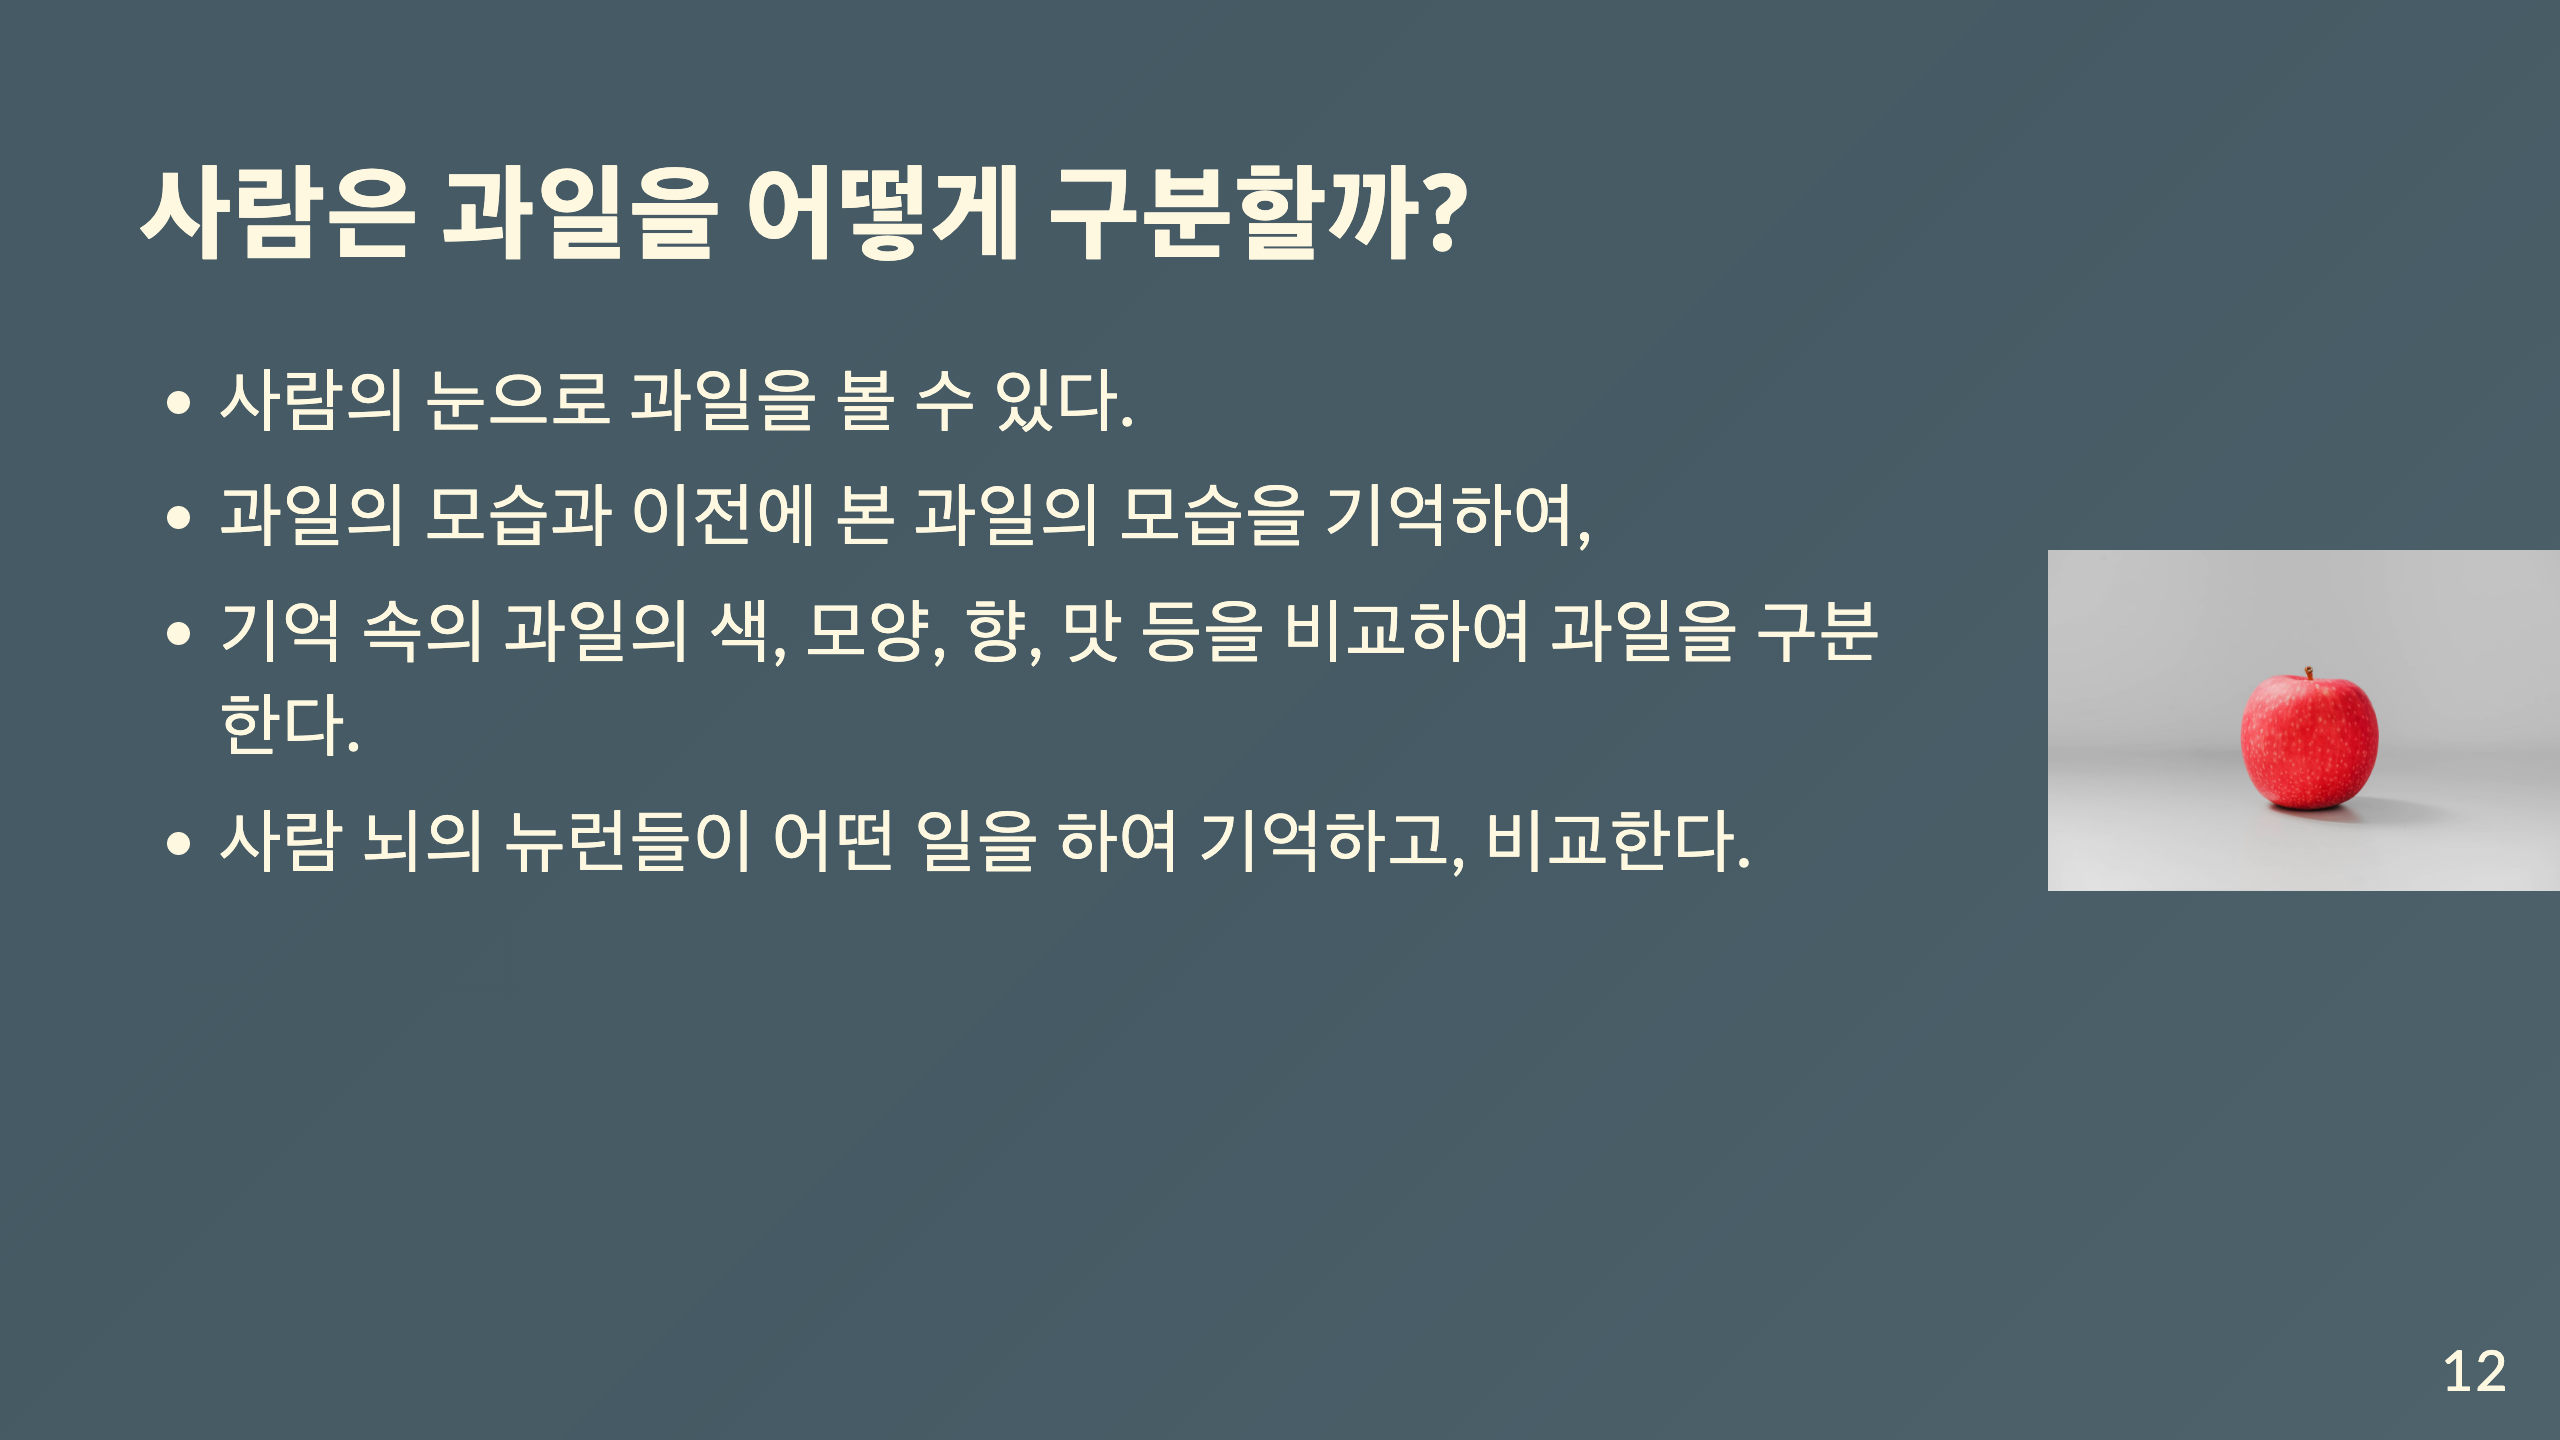 사람은 과일을 어떻게 구분할까?
사람의 눈으로 과일을 볼 수 있다.
과일의 모습과 이전에 본 과일의 모습을 기억하여,
기억 속의 과일의 색, 모양, 향, 맛 등을 비교하여 과일을 구분
한다.
사람 뇌의 뉴런들이 어떤 일을 하여 기억하고, 비교한다.
12